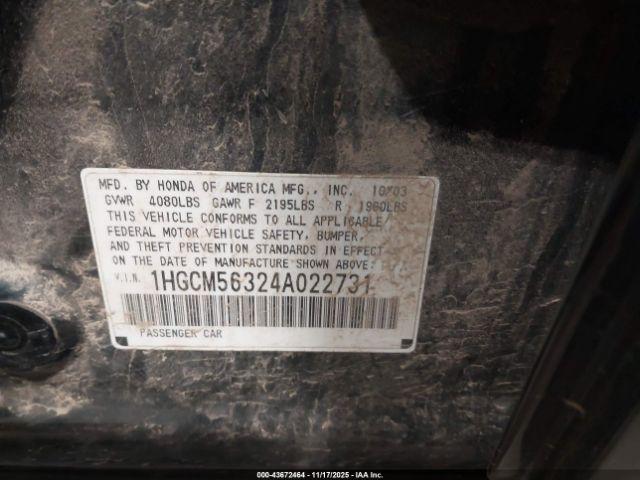 MFD. BY HONDA OF AMERICA MFG., INC. 10/03
GVWR 4080LBS GAWR F 2195LBS R 1960LBS
THIS VEHICLE CONFORMS TO ALL APPLICABLE
FEDERAL MOTOR VEHICLE SAFETY, BUMPER,
AND THEFT PREVENTION STANDARDS IN EFFECT
ON THE DATE OF MANUFACTURE SHOWN ABOVE.
V.I.N. 1HGCM56324A022731
PASSENGER CAR
000-43672464 | 11/17/2025 | © IAA Inc.